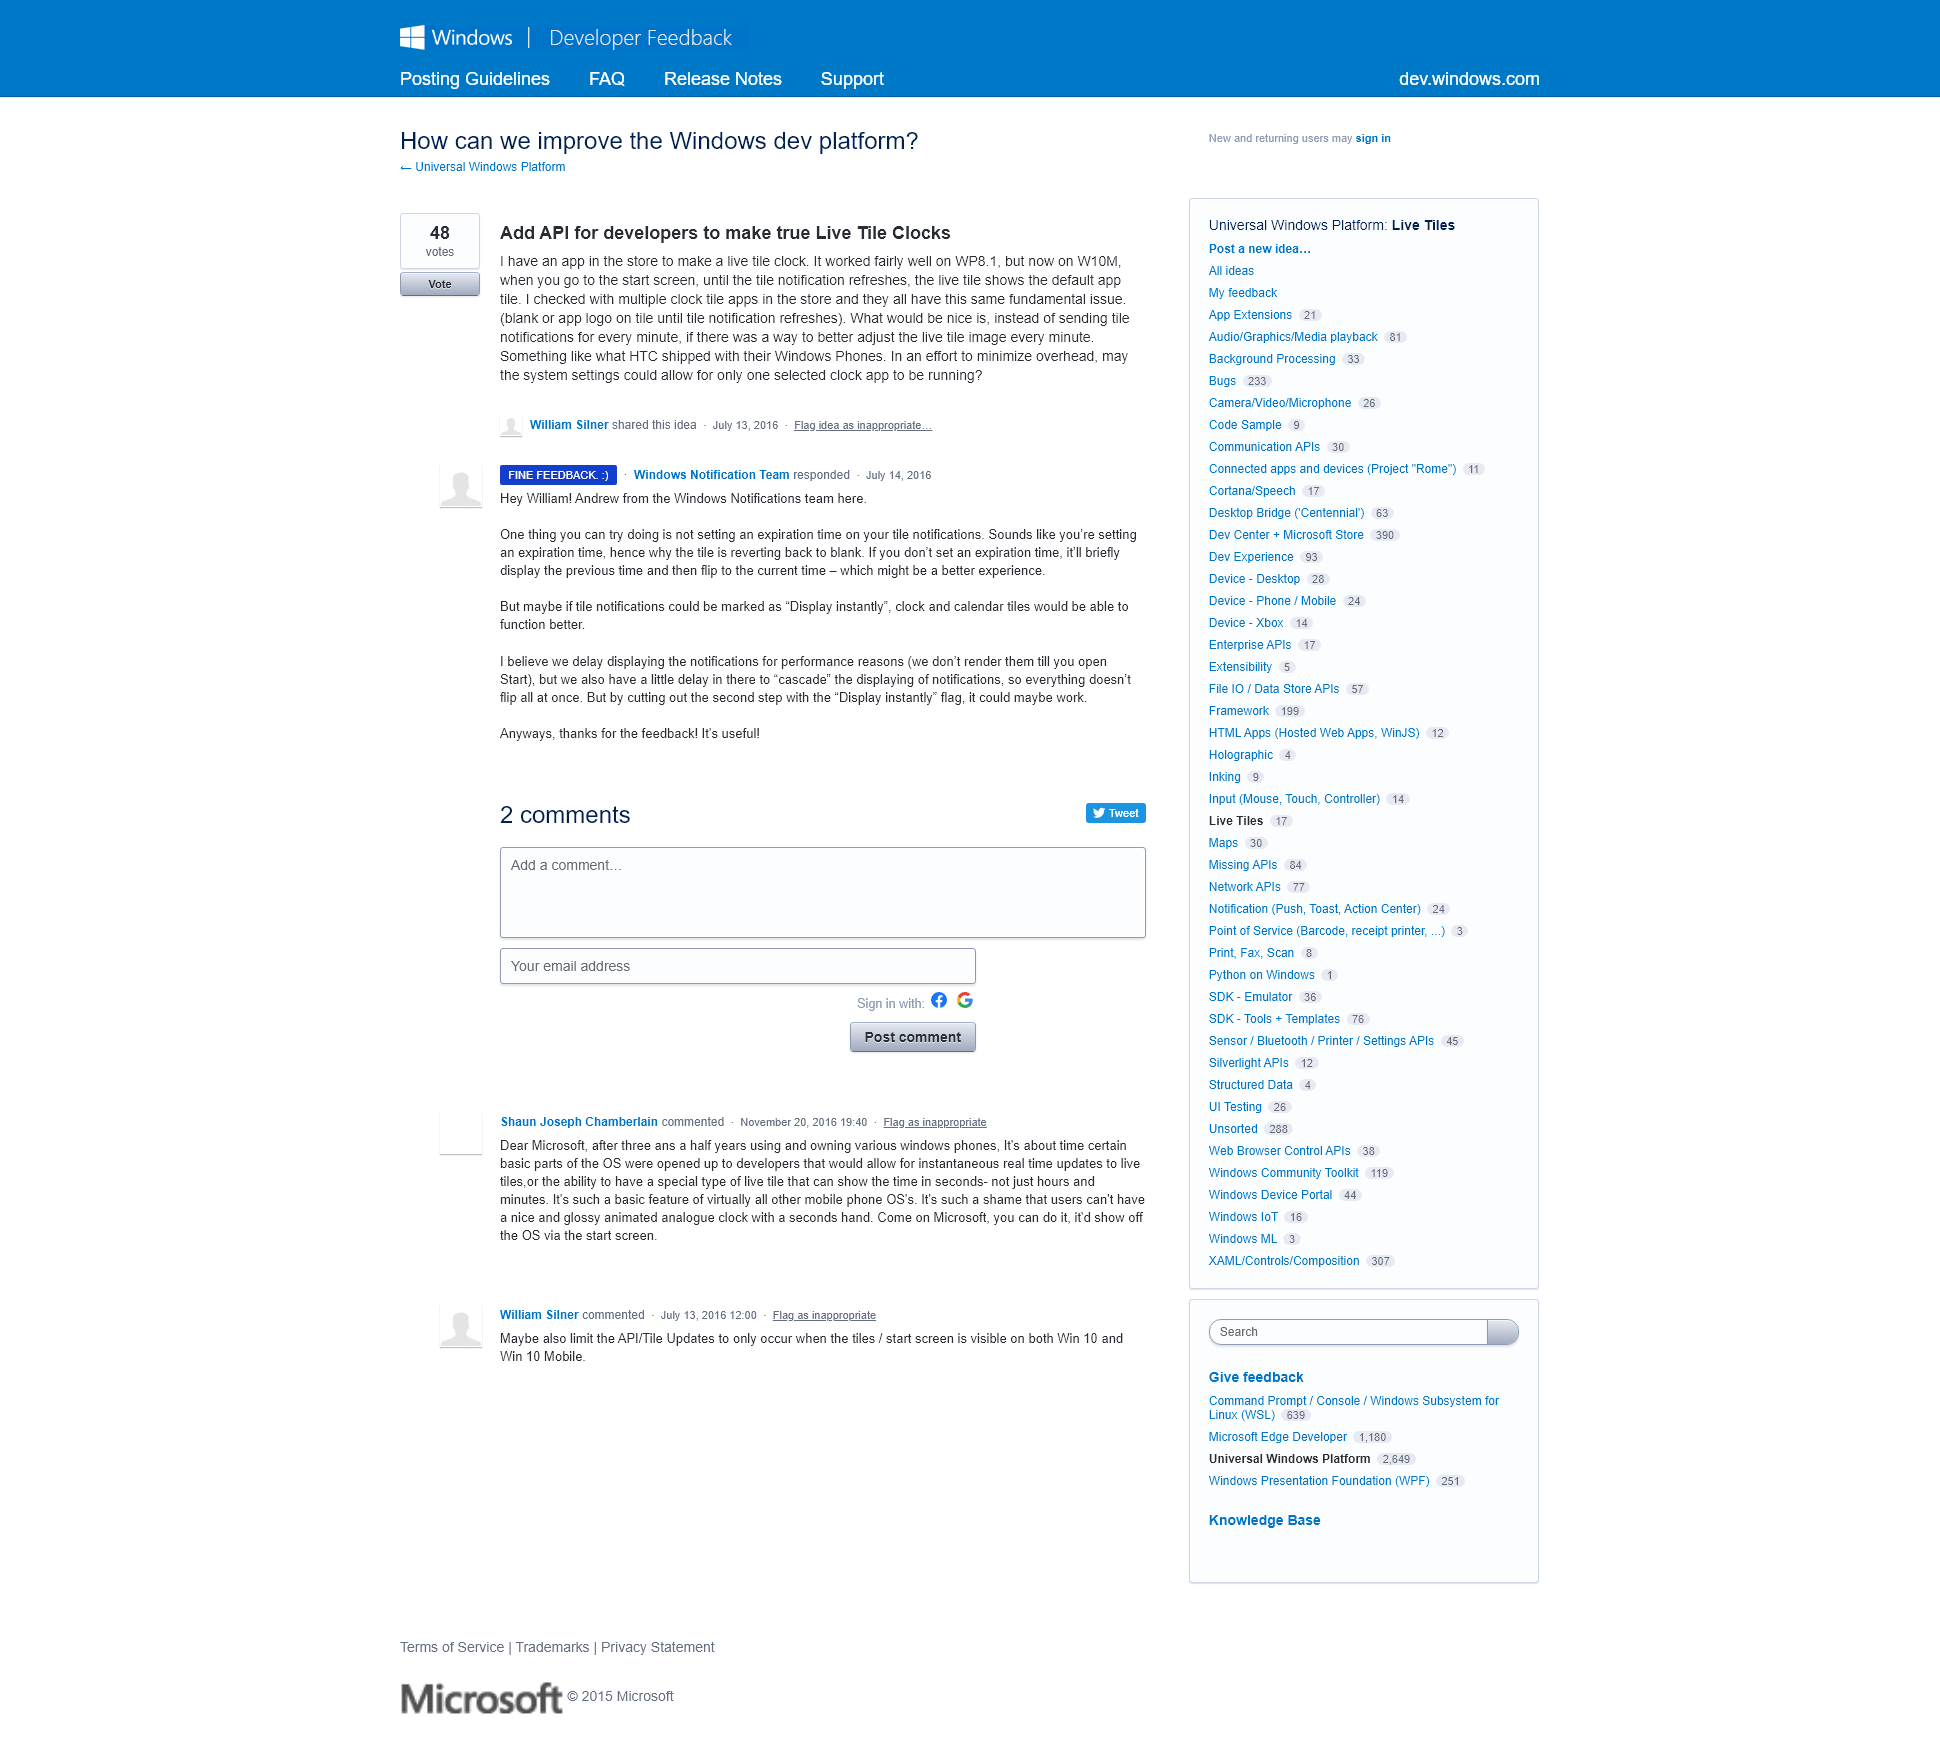 Windows | Developer Feedback
Posting Guidelines FAQ Release Notes Support dev.windows.com
How can we improve the Windows dev platform?
← Universal Windows Platform
New and returning users may sign in
48
votes
Vote
Add API for developers to make true Live Tile Clocks
I have an app in the store to make a live tile clock. It worked fairly well on WP8.1, but now on W10M,
when you go to the start screen, until the tile notification refreshes, the live tile shows the default app
tile. I checked with multiple clock tile apps in the store and they all have this same fundamental issue.
(blank or app logo on tile until tile notification refreshes). What would be nice is, instead of sending tile
notifications for every minute, if there was a way to better adjust the live tile image every minute.
Something like what HTC shipped with their Windows Phones. In an effort to minimize overhead, may
the system settings could allow for only one selected clock app to be running?
William Silner shared this idea · July 13, 2016 · Flag idea as inappropriate…
FINE FEEDBACK. :) · Windows Notification Team responded · July 14, 2016
Hey William! Andrew from the Windows Notifications team here.
One thing you can try doing is not setting an expiration time on your tile notifications. Sounds like you’re setting
an expiration time, hence why the tile is reverting back to blank. If you don’t set an expiration time, it’ll briefly
display the previous time and then flip to the current time – which might be a better experience.
But maybe if tile notifications could be marked as “Display instantly”, clock and calendar tiles would be able to
function better.
I believe we delay displaying the notifications for performance reasons (we don’t render them till you open
Start), but we also have a little delay in there to “cascade” the displaying of notifications, so everything doesn’t
flip all at once. But by cutting out the second step with the “Display instantly” flag, it could maybe work.
Anyways, thanks for the feedback! It’s useful!
2 comments
Tweet
Add a comment…
Your email address
Sign in with:
Post comment
Shaun Joseph Chamberlain commented · November 20, 2016 19:40 · Flag as inappropriate
Dear Microsoft, after three ans a half years using and owning various windows phones, It's about time certain
basic parts of the OS were opened up to developers that would allow for instantaneous real time updates to live
tiles,or the ability to have a special type of live tile that can show the time in seconds- not just hours and
minutes. It's such a basic feature of virtually all other mobile phone OS's. It's such a shame that users can't have
a nice and glossy animated analogue clock with a seconds hand. Come on Microsoft, you can do it, it'd show off
the OS via the start screen.
William Silner commented · July 13, 2016 12:00 · Flag as inappropriate
Maybe also limit the API/Tile Updates to only occur when the tiles / start screen is visible on both Win 10 and
Win 10 Mobile.
Universal Windows Platform: Live Tiles
Post a new idea…
All ideas
My feedback
App Extensions 21
Audio/Graphics/Media playback 81
Background Processing 33
Bugs 233
Camera/Video/Microphone 26
Code Sample 9
Communication APIs 30
Connected apps and devices (Project "Rome") 11
Cortana/Speech 17
Desktop Bridge ('Centennial') 63
Dev Center + Microsoft Store 390
Dev Experience 93
Device - Desktop 28
Device - Phone / Mobile 24
Device - Xbox 14
Enterprise APIs 17
Extensibility 5
File IO / Data Store APIs 57
Framework 199
HTML Apps (Hosted Web Apps, WinJS) 12
Holographic 4
Inking 9
Input (Mouse, Touch, Controller) 14
Live Tiles 17
Maps 30
Missing APIs 84
Network APIs 77
Notification (Push, Toast, Action Center) 24
Point of Service (Barcode, receipt printer, ...) 3
Print, Fax, Scan 8
Python on Windows 1
SDK - Emulator 36
SDK - Tools + Templates 76
Sensor / Bluetooth / Printer / Settings APIs 45
Silverlight APIs 12
Structured Data 4
UI Testing 26
Unsorted 288
Web Browser Control APIs 38
Windows Community Toolkit 119
Windows Device Portal 44
Windows IoT 16
Windows ML 3
XAML/Controls/Composition 307
Search
Give feedback
Command Prompt / Console / Windows Subsystem for
Linux (WSL) 639
Microsoft Edge Developer 1,180
Universal Windows Platform 2,649
Windows Presentation Foundation (WPF) 251
Knowledge Base
Terms of Service | Trademarks | Privacy Statement
Microsoft © 2015 Microsoft